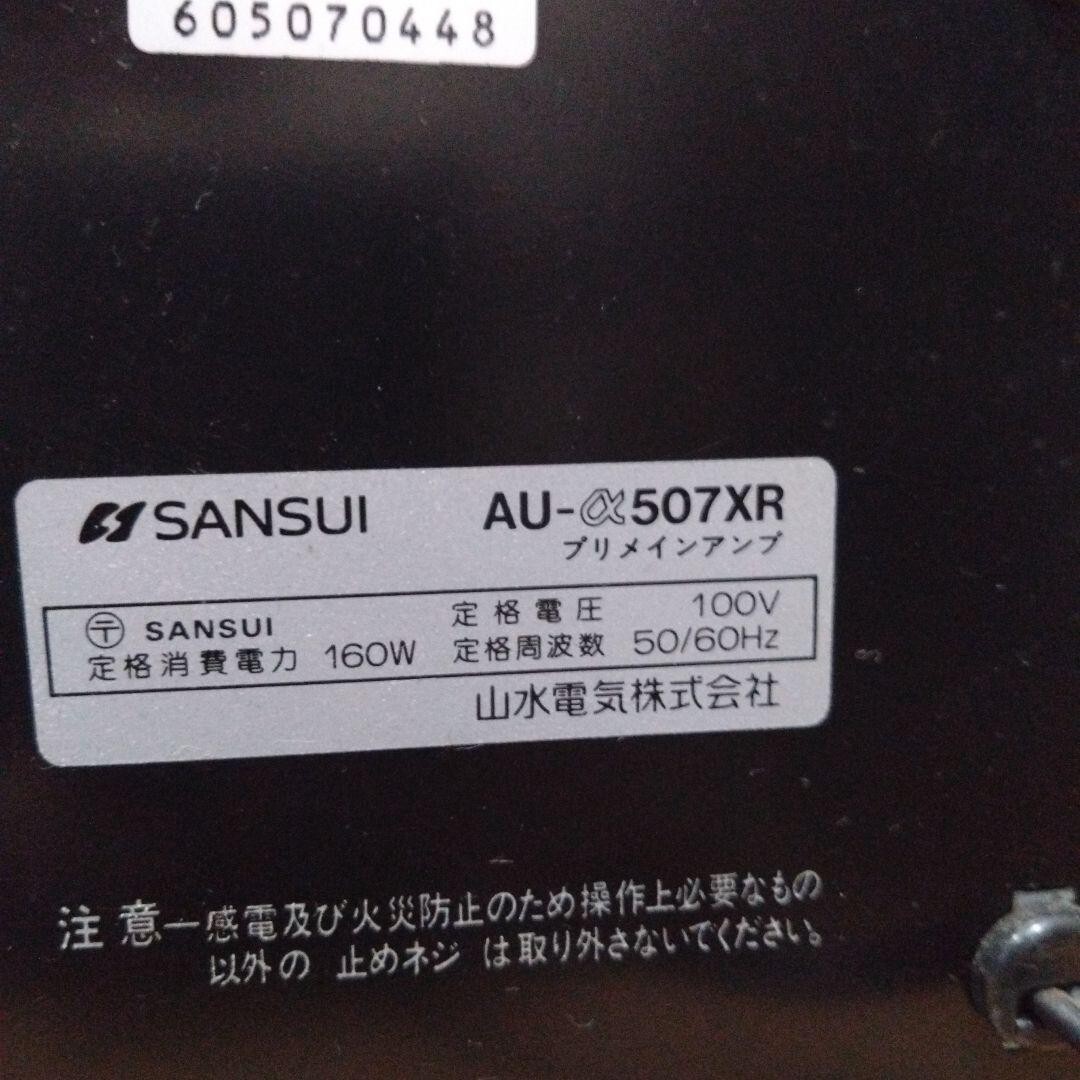 605070448
SANSUI AU-α507XR
プリメインアンプ
〒 SANSUI 定格電圧 100V
定格消費電力 160W 定格周波数 50/60Hz
山水電気株式会社
注意―感電及び火災防止のため操作上必要なもの
以外の 止めネジ は取り外さないでください。